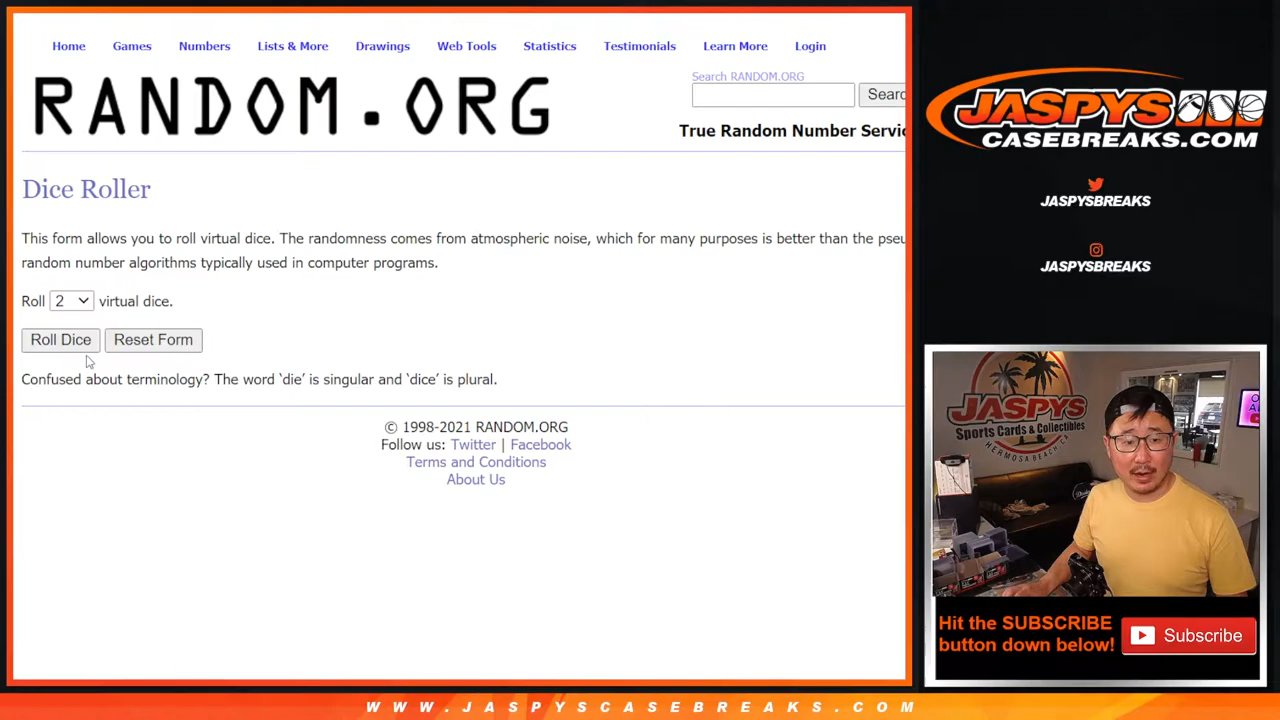 Home Games Numbers Lists & More Drawings Web Tools Statistics Testimonials Learn More Login
RANDOM.ORG
Search RANDOM.ORG
Searc
True Random Number Servic
Dice Roller
This form allows you to roll virtual dice. The randomness comes from atmospheric noise, which for many purposes is better than the pseu
random number algorithms typically used in computer programs.
Roll 2 virtual dice.
Roll Dice Reset Form
Confused about terminology? The word ‘die’ is singular and ‘dice’ is plural.
© 1998-2021 RANDOM.ORG
Follow us: Twitter | Facebook
Terms and Conditions
About Us
JASPYS
CASEBREAKS.COM
JASPYSBREAKS
JASPYSBREAKS
JASPYS
Sports Cards & Collectibles
HERMOSA BEACH, CA
Hit the SUBSCRIBE
button down below!
Subscribe
WWW.JASPYSCASEBREAKS.COM